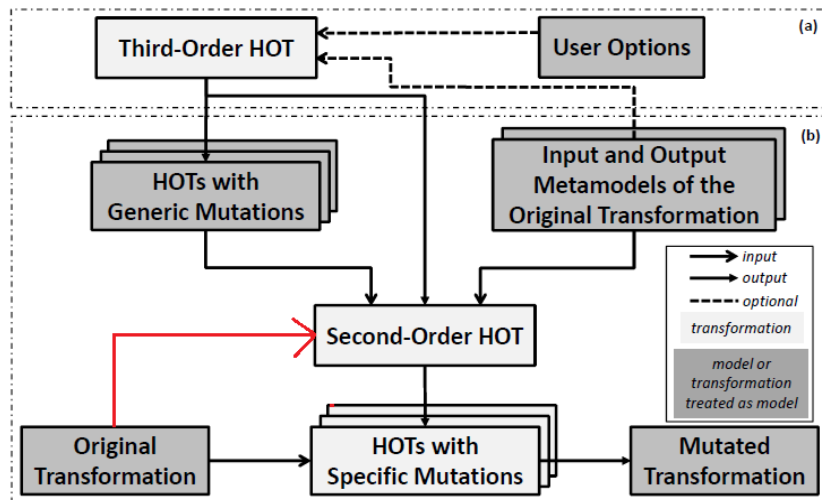 (a)
Third-Order HOT
User Options
(b)
HOTs with
Generic Mutations
Input and Output
Metamodels of the
Original Transformation
input
output
optional
transformation
model or
transformation
treated as model
Second-Order HOT
Original
Transformation
HOTs with
Specific Mutations
Mutated
Transformation